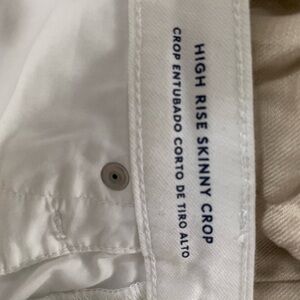 HIGH RISE SKINNY CROP
CROP ENTUBADO CORTO DE TIRO ALTO